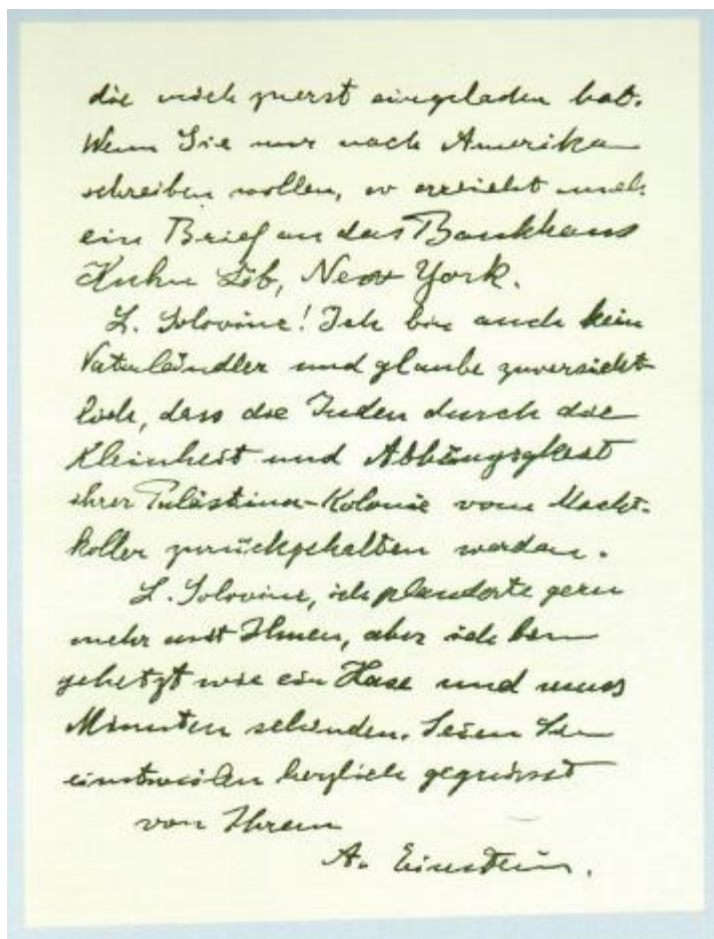 die mich zuerst eingeladen hat.
Wenn Sie mir nach Amerika
schreiben wollen, so erreicht mich
ein Brief an das Bankhaus
Kuhn Löb, New York.
L. Solovine! Ich bin auch kein
Vaterländler und glaube zuversicht-
lich, dass die Juden durch die
Kleinheit und Abhängigkeit
ihrer Palästina-Kolonie vom Macht-
koller zurückgehalten werden.
L. Solovine, ich plauderte gern
mehr mit Ihnen, aber ich bin
gehetzt wie ein Hase und muss
Minuten schinden. Seien Sie
einstweilen herzlich gegrüsst
von Ihrem
A. Einstein.